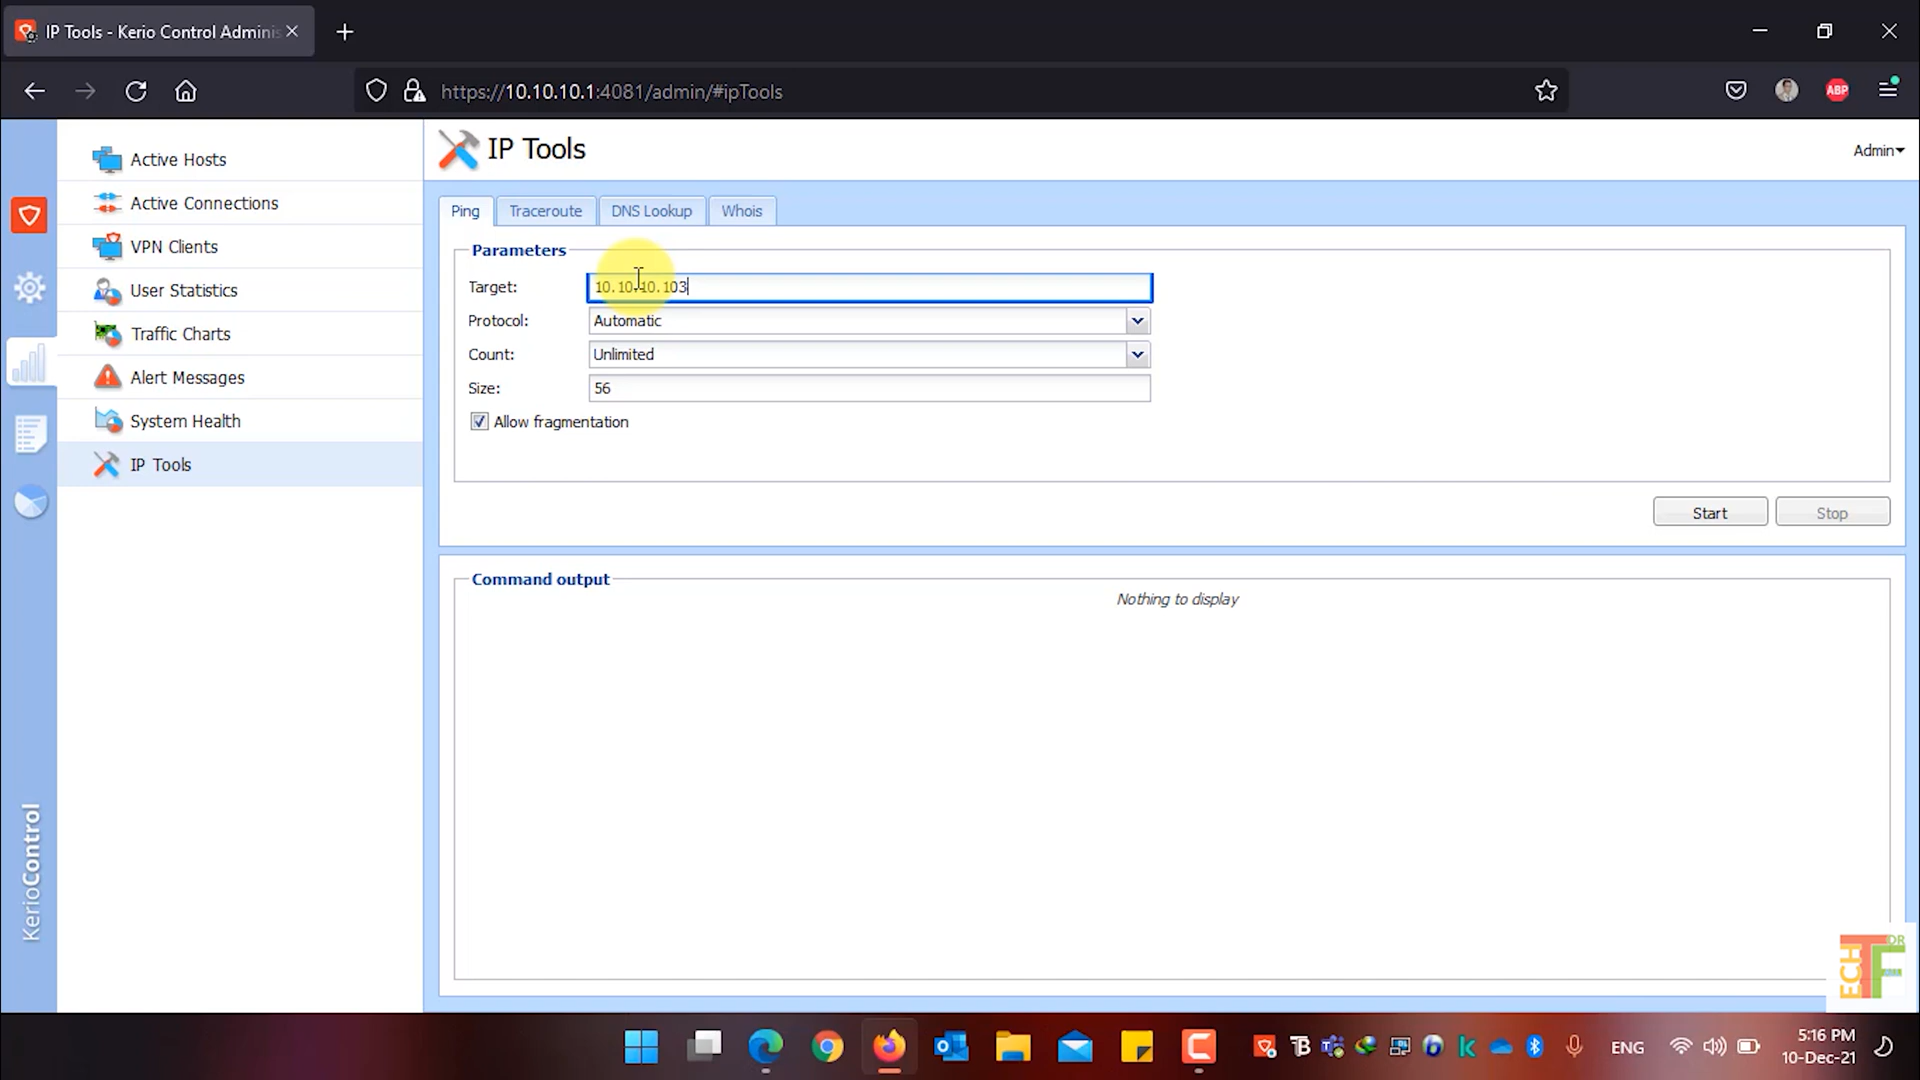 IP Tools - Kerio Control Adminis
https://10.10.10.1:4081/admin/#ipTools
ABP
Active Hosts
Active Connections
VPN Clients
User Statistics
Traffic Charts
Alert Messages
System Health
IP Tools
KerioControl
IP Tools
Admin
Ping
Traceroute
DNS Lookup
Whois
Parameters
Target:
10.10.10.103
Protocol:
Automatic
Count:
Unlimited
Size:
56
Allow fragmentation
Start
Stop
Command output
Nothing to display
ECH
T
F
ENG
5:16 PM
10-Dec-21